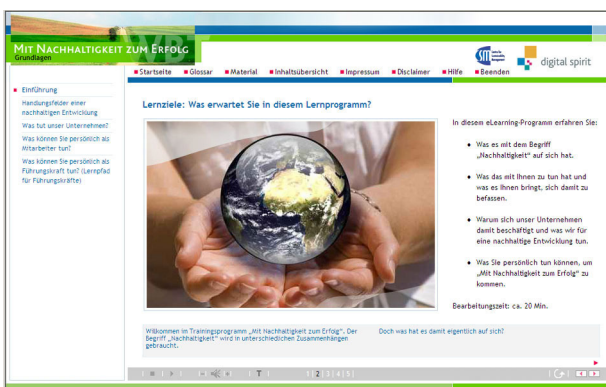 MIT NACHHALTIGKEIT ZUM ERFOLG
Grundlagen
WBT
SM
digital spirit
Startseite Glossar Material Inhaltsübersicht Impressum Disclaimer Hilfe Beenden
Einführung
Handlungsfelder einer
nachhaltigen Entwicklung
Was tut unser Unternehmen?
Was können Sie persönlich als
Mitarbeiter tun?
Was können Sie persönlich als
Führungskraft tun? (Lernpfad
für Führungskräfte)
Lernziele: Was erwartet Sie in diesem Lernprogramm?
In diesem eLearning-Programm erfahren Sie:
Was es mit dem Begriff
„Nachhaltigkeit" auf sich hat.
Was das mit Ihnen zu tun hat und
was es Ihnen bringt, sich damit zu
befassen.
Warum sich unser Unternehmen
damit beschäftigt und was wir für
eine nachhaltige Entwicklung tun.
Was Sie persönlich tun können, um
„Mit Nachhaltigkeit zum Erfolg" zu
kommen.
Bearbeitungszeit: ca. 20 Min.
Willkommen im Trainingsprogramm „Mit Nachhaltigkeit zum Erfolg". Der
Begriff „Nachhaltigkeit" wird in unterschiedlichen Zusammenhängen
gebraucht.
Doch was hat es damit eigentlich auf sich?
T
1|2|3|4|5|